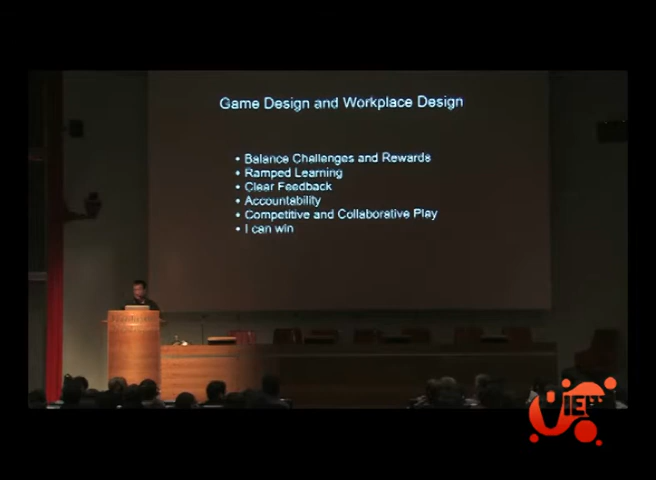 Game Design and Workplace Design
• Balance Challenges and Rewards
• Ramped Learning
• Clear Feedback
• Accountability
• Competitive and Collaborative Play
• I can win
VIEW